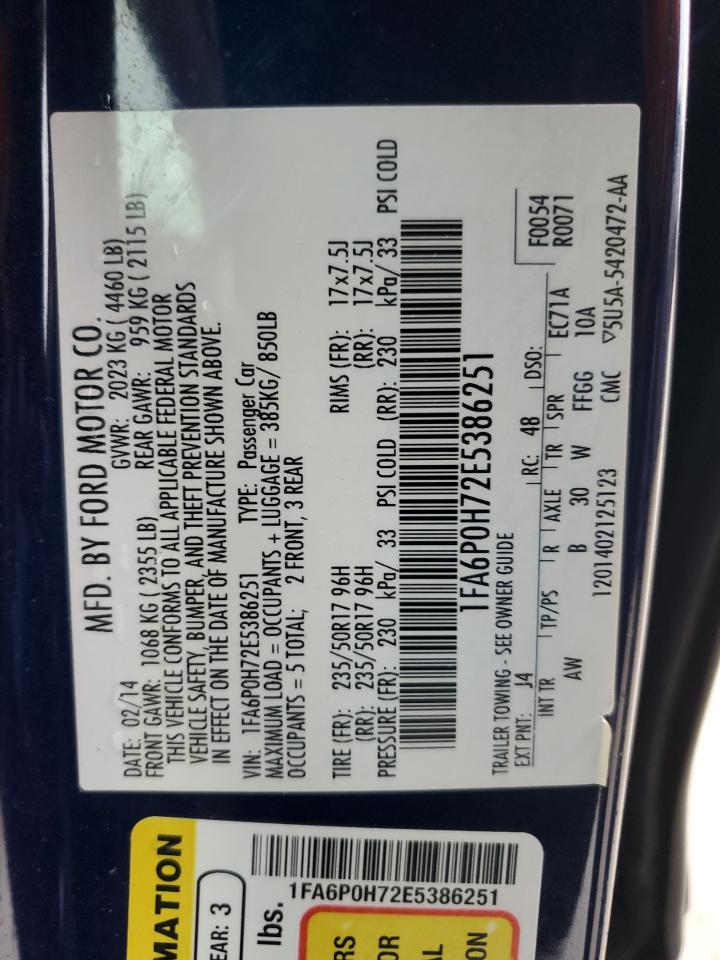 MFD. BY FORD MOTOR CO.
DATE: 02/14 GVWR: 2023 KG ( 4460 LB)
FRONT GAWR: 1068 KG ( 2355 LB) REAR GAWR: 959 KG ( 2115 LB)
THIS VEHICLE CONFORMS TO ALL APPLICABLE FEDERAL MOTOR
VEHICLE SAFETY, BUMPER, AND THEFT PREVENTION STANDARDS
IN EFFECT ON THE DATE OF MANUFACTURE SHOWN ABOVE.
VIN: 1FA6P0H72E5386251 TYPE: Passenger Car
MAXIMUM LOAD = OCCUPANTS + LUGGAGE = 385KG/ 850LB
OCCUPANTS = 5 TOTAL; 2 FRONT, 3 REAR
TIRE (FR): 235/50R17 96H RIMS (FR): 17x7.5J
(RR): 235/50R17 96H (RR): 17x7.5J
PRESSURE (FR): 230 kPa/ 33 PSI COLD (RR): 230 kPa/ 33 PSI COLD
1FA6P0H72E5386251
TRAILER TOWING - SEE OWNER GUIDE
EXT PNT: J4 RC: 48 DSO: F0054
R0071
INT TR TP/PS R AXLE TR SPR EC71A
AW B 30 W FFGG 10A
1201402125123 CMC ▽5U5A-5420472-AA
MATION
EAR: 3
lbs.
1FA6P0H72E5386251
RS
OR
AL
ON